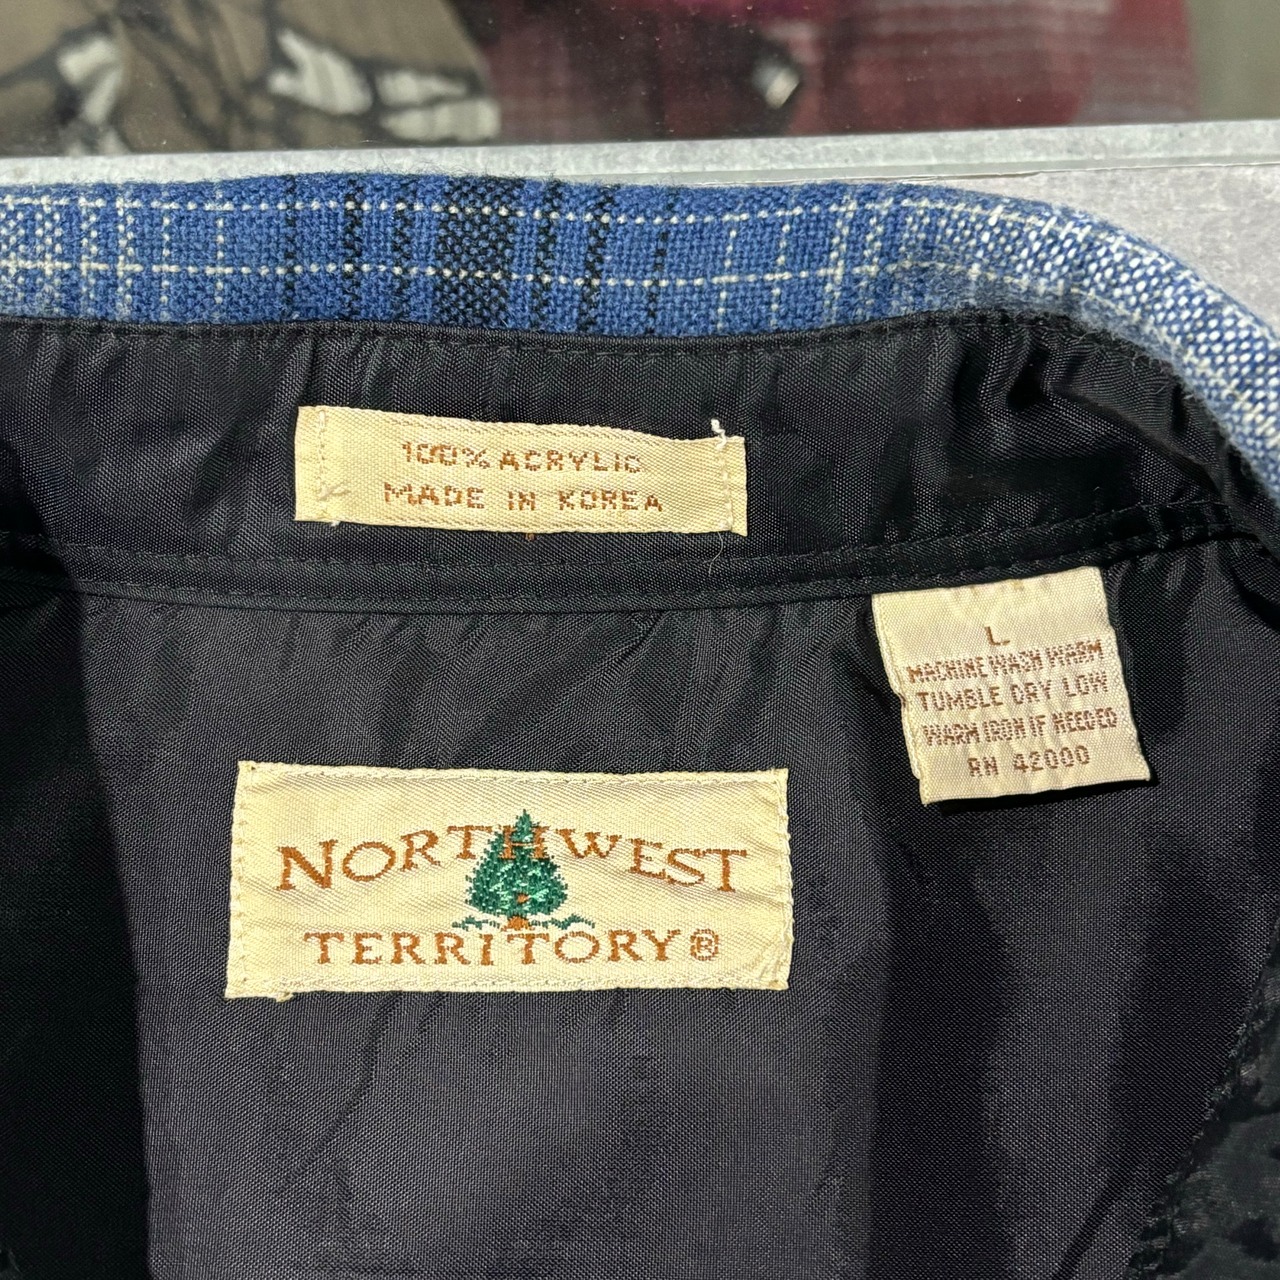 100% ACRYLIC
MADE IN KOREA
L
MACHINE WASH WARM
TUMBLE DRY LOW
WARM IRON IF NEEDED
RN 42000
NORTHWEST
TERRITORY®